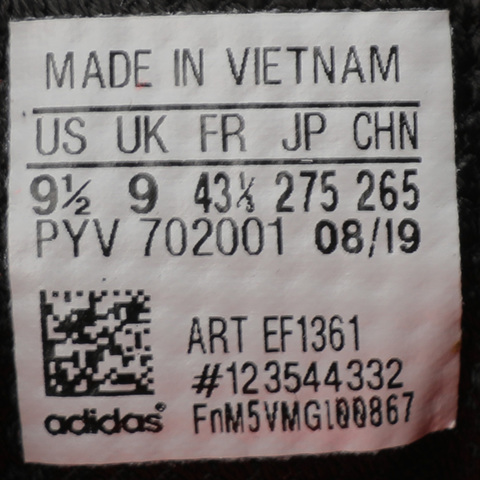 MADE IN VIETNAM
US UK FR JP CHN
9½ 9 43⅓ 275 265
PYV 702001 08/19
ART EF1361
#123544332
adidas® FnM5VMGl00867